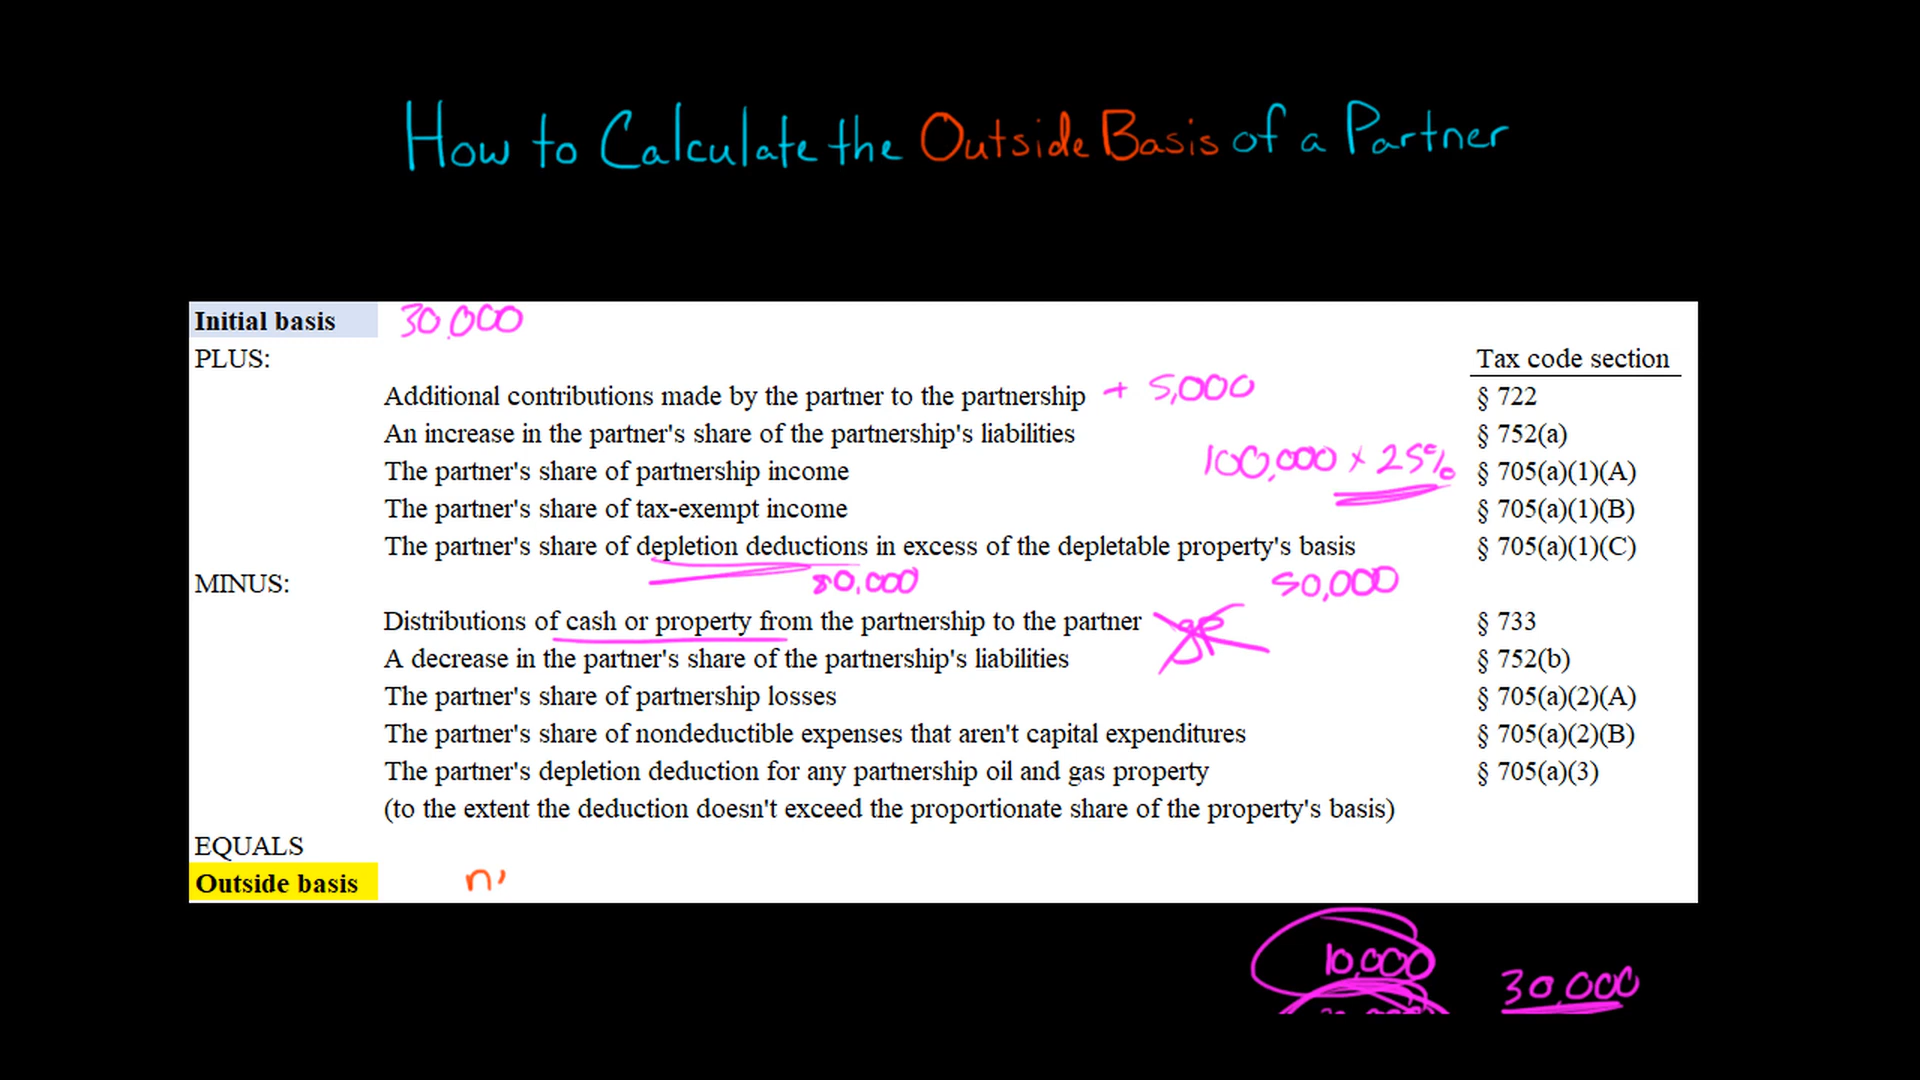 How to Calculate the Outside Basis of a Partner
Initial basis 30,000
PLUS: Tax code section
Additional contributions made by the partner to the partnership + 5,000 § 722
An increase in the partner's share of the partnership's liabilities § 752(a)
100,000 x 25%
The partner's share of partnership income § 705(a)(1)(A)
The partner's share of tax-exempt income § 705(a)(1)(B)
The partner's share of depletion deductions in excess of the depletable property's basis § 705(a)(1)(C)
MINUS: 80,000 50,000
Distributions of cash or property from the partnership to the partner § 733
A decrease in the partner's share of the partnership's liabilities § 752(b)
The partner's share of partnership losses § 705(a)(2)(A)
The partner's share of nondeductible expenses that aren't capital expenditures § 705(a)(2)(B)
The partner's depletion deduction for any partnership oil and gas property § 705(a)(3)
(to the extent the deduction doesn't exceed the proportionate share of the property's basis)
EQUALS
Outside basis
10,000
30,000